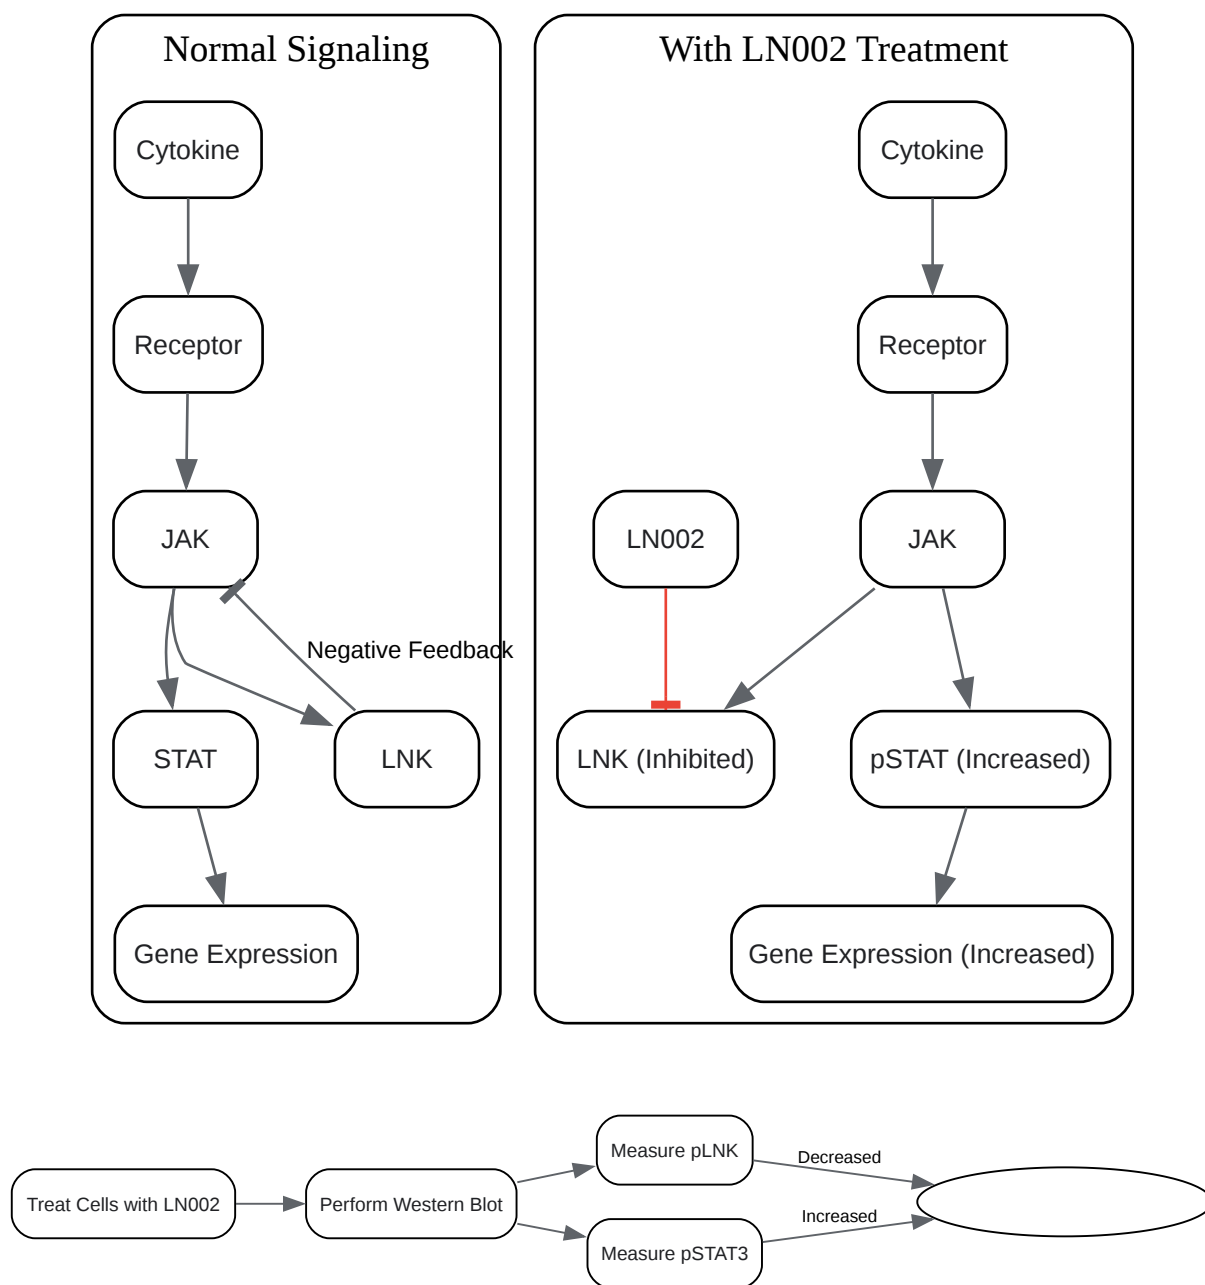 Normal Signaling
Cytokine
Receptor
JAK
Negative Feedback
STAT
LNK
Gene Expression
With LN002 Treatment
Cytokine
Receptor
LN002
JAK
LNK (Inhibited)
pSTAT (Increased)
Gene Expression (Increased)
Treat Cells with LN002
Perform Western Blot
Measure pLNK
Decreased
Measure pSTAT3
Increased